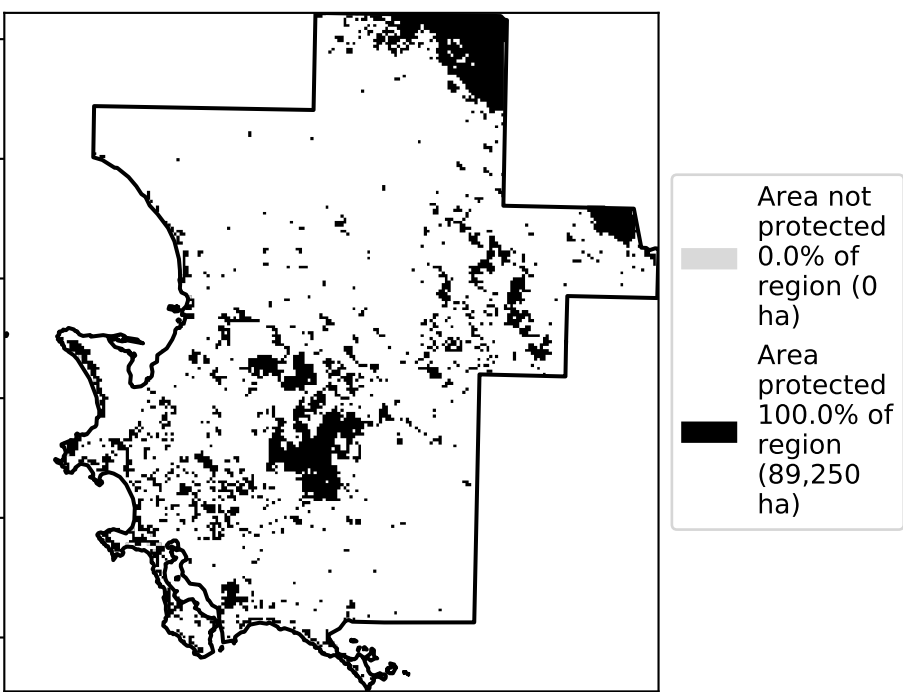 Area not
protected
0.0% of
region (0
ha)
Area
protected
100.0% of
region
(89,250
ha)